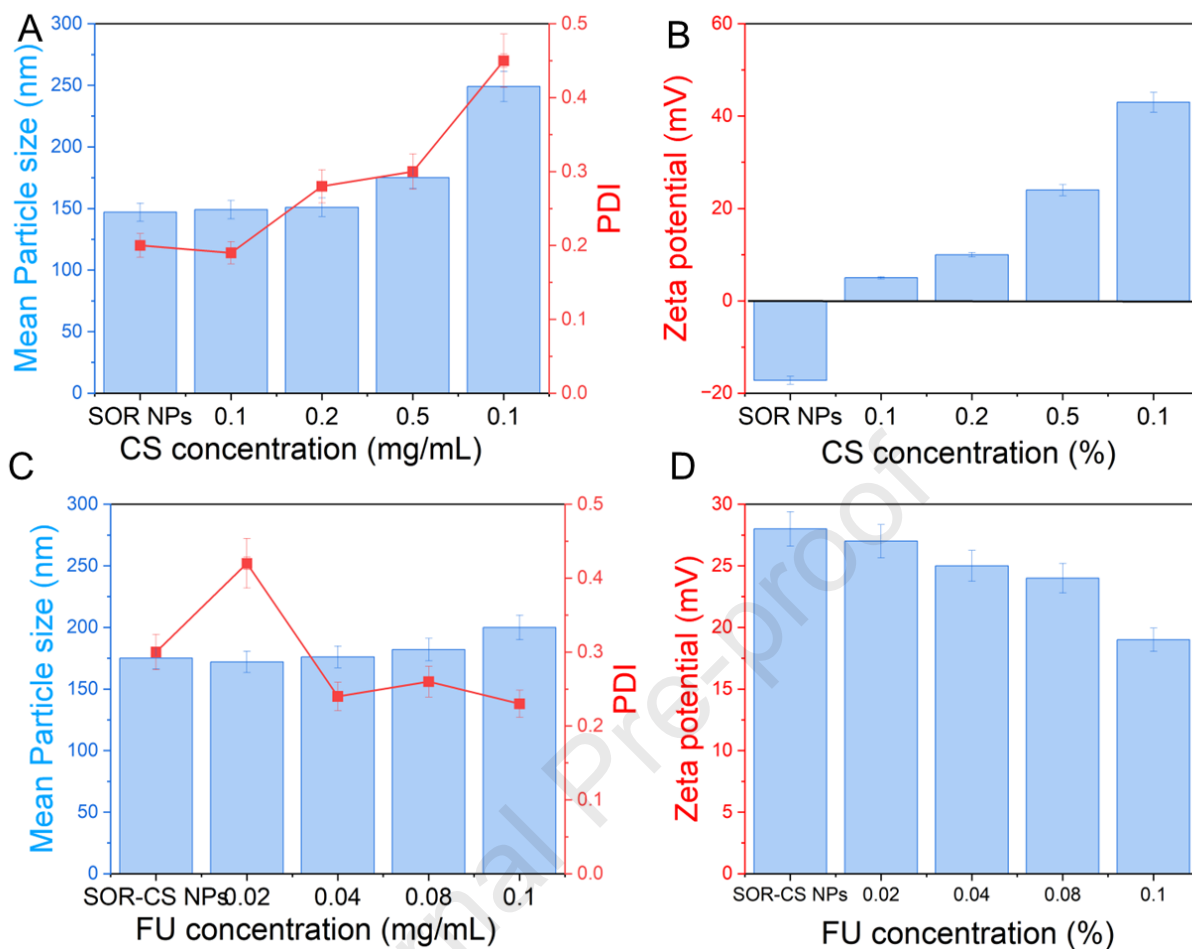 A
Mean Particle size (nm)
300
250
200
150
100
50
0
0.5
0.4
0.3
0.2
0.1
0.0
PDI
SOR NPs 0.1 0.2 0.5 0.1
CS concentration (mg/mL)
B
Zeta potential (mV)
60
40
20
0
−20
SOR NPs 0.1 0.2 0.5 0.1
CS concentration (%)
C
Mean Particle size (nm)
300
250
200
150
100
50
0
0.5
0.4
0.3
0.2
0.1
0.0
PDI
SOR-CS NPs 0.02 0.04 0.08 0.1
FU concentration (mg/mL)
D
Zeta potential (mV)
30
25
20
15
10
5
0
SOR-CS NPs 0.02 0.04 0.08 0.1
FU concentration (%)
rnal Pre-proof